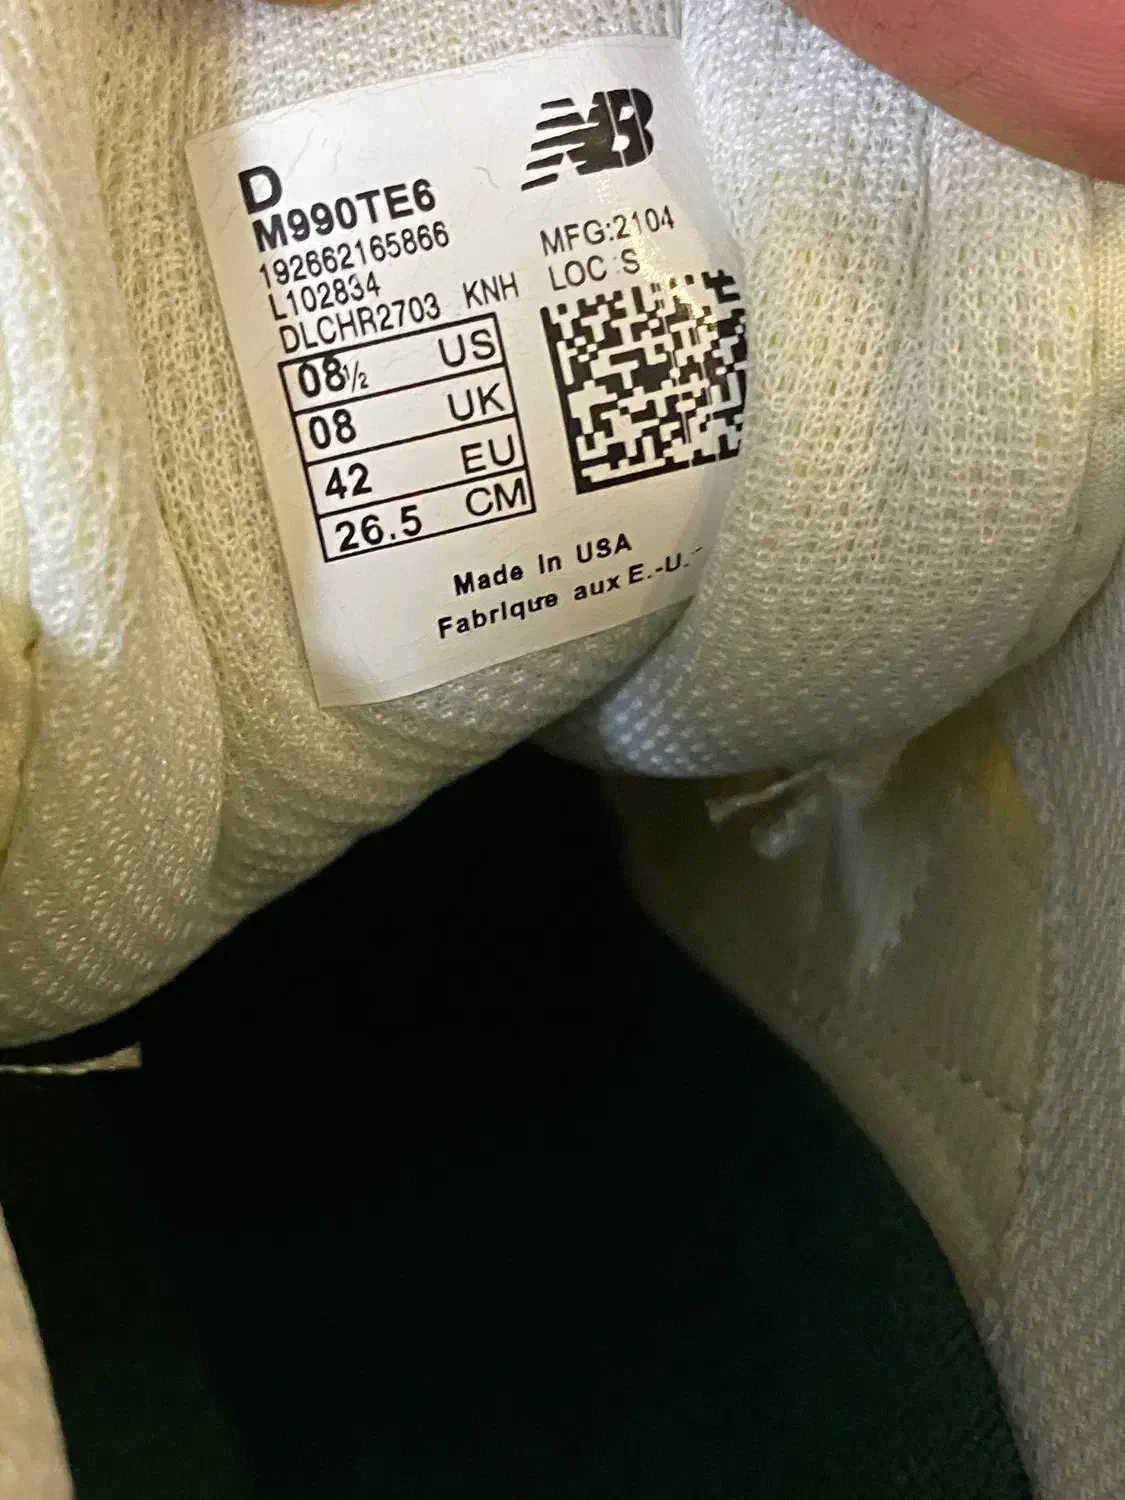 NB
D
M990TE6
192662165866
L102834
DLCHR2703 KNH
MFG:2104
LOC:S
08½ US
08 UK
42 EU
26.5 CM
Made In USA
Fabrique aux E.-U.